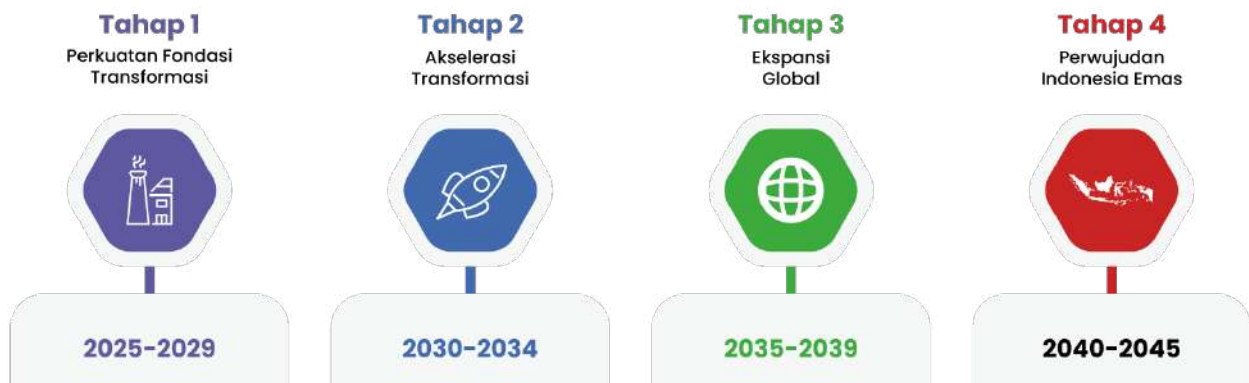 Tahap 1
Perkuatan Fondasi
Transformasi
2025-2029
Tahap 2
Akselerasi
Transformasi
2030-2034
Tahap 3
Ekspansi
Global
2035-2039
Tahap 4
Perwujudan
Indonesia Emas
2040-2045